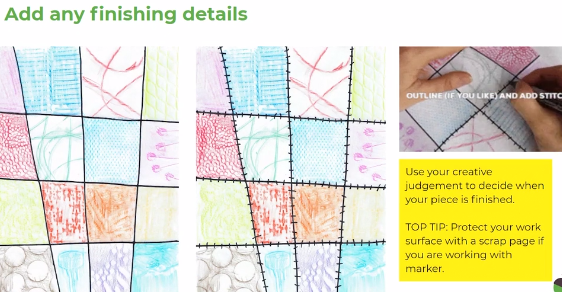 Add any finishing details
OUTLINE (IF YOU LIKE) AND ADD STITC
Use your creative
judgement to decide when
your piece is finished.
TOP TIP: Protect your work
surface with a scrap page if
you are working with
marker.